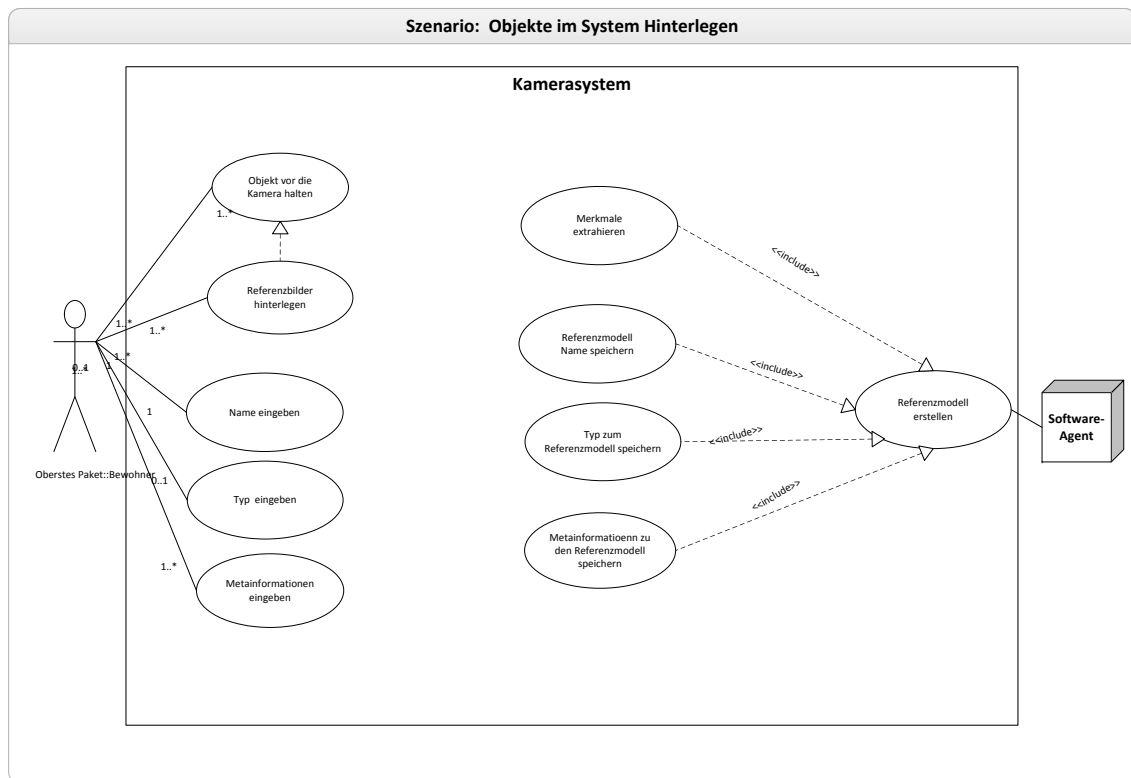 Szenario:  Objekte im System Hinterlegen
Kamerasystem
Objekt vor die
Kamera halten
1..*
Referenzbilder
hinterlegen
1..*
1..*
1..*
1
Name eingeben
1
Typ  eingeben
0..1
Metainformationen
eingeben
1..*
Oberstes Paket::Bewohner
Merkmale
extrahieren
<<include>>
Referenzmodell
Name speichern
<<include>>
Typ zum
Referenzmodell speichern
<<include>>
Metainformatioenn zu
den Referenzmodell
speichern
<<include>>
Referenzmodell
erstellen
Software-
Agent